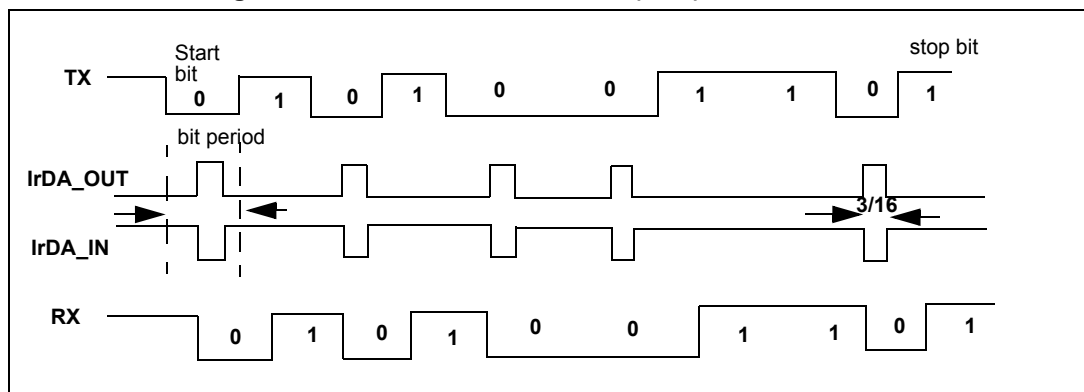 Start
bit
stop bit
TX
0 1 0 1 0 0 1 1 0 1
bit period
IrDA_OUT
3/16
IrDA_IN
RX
0 1 0 1 0 0 1 1 0 1